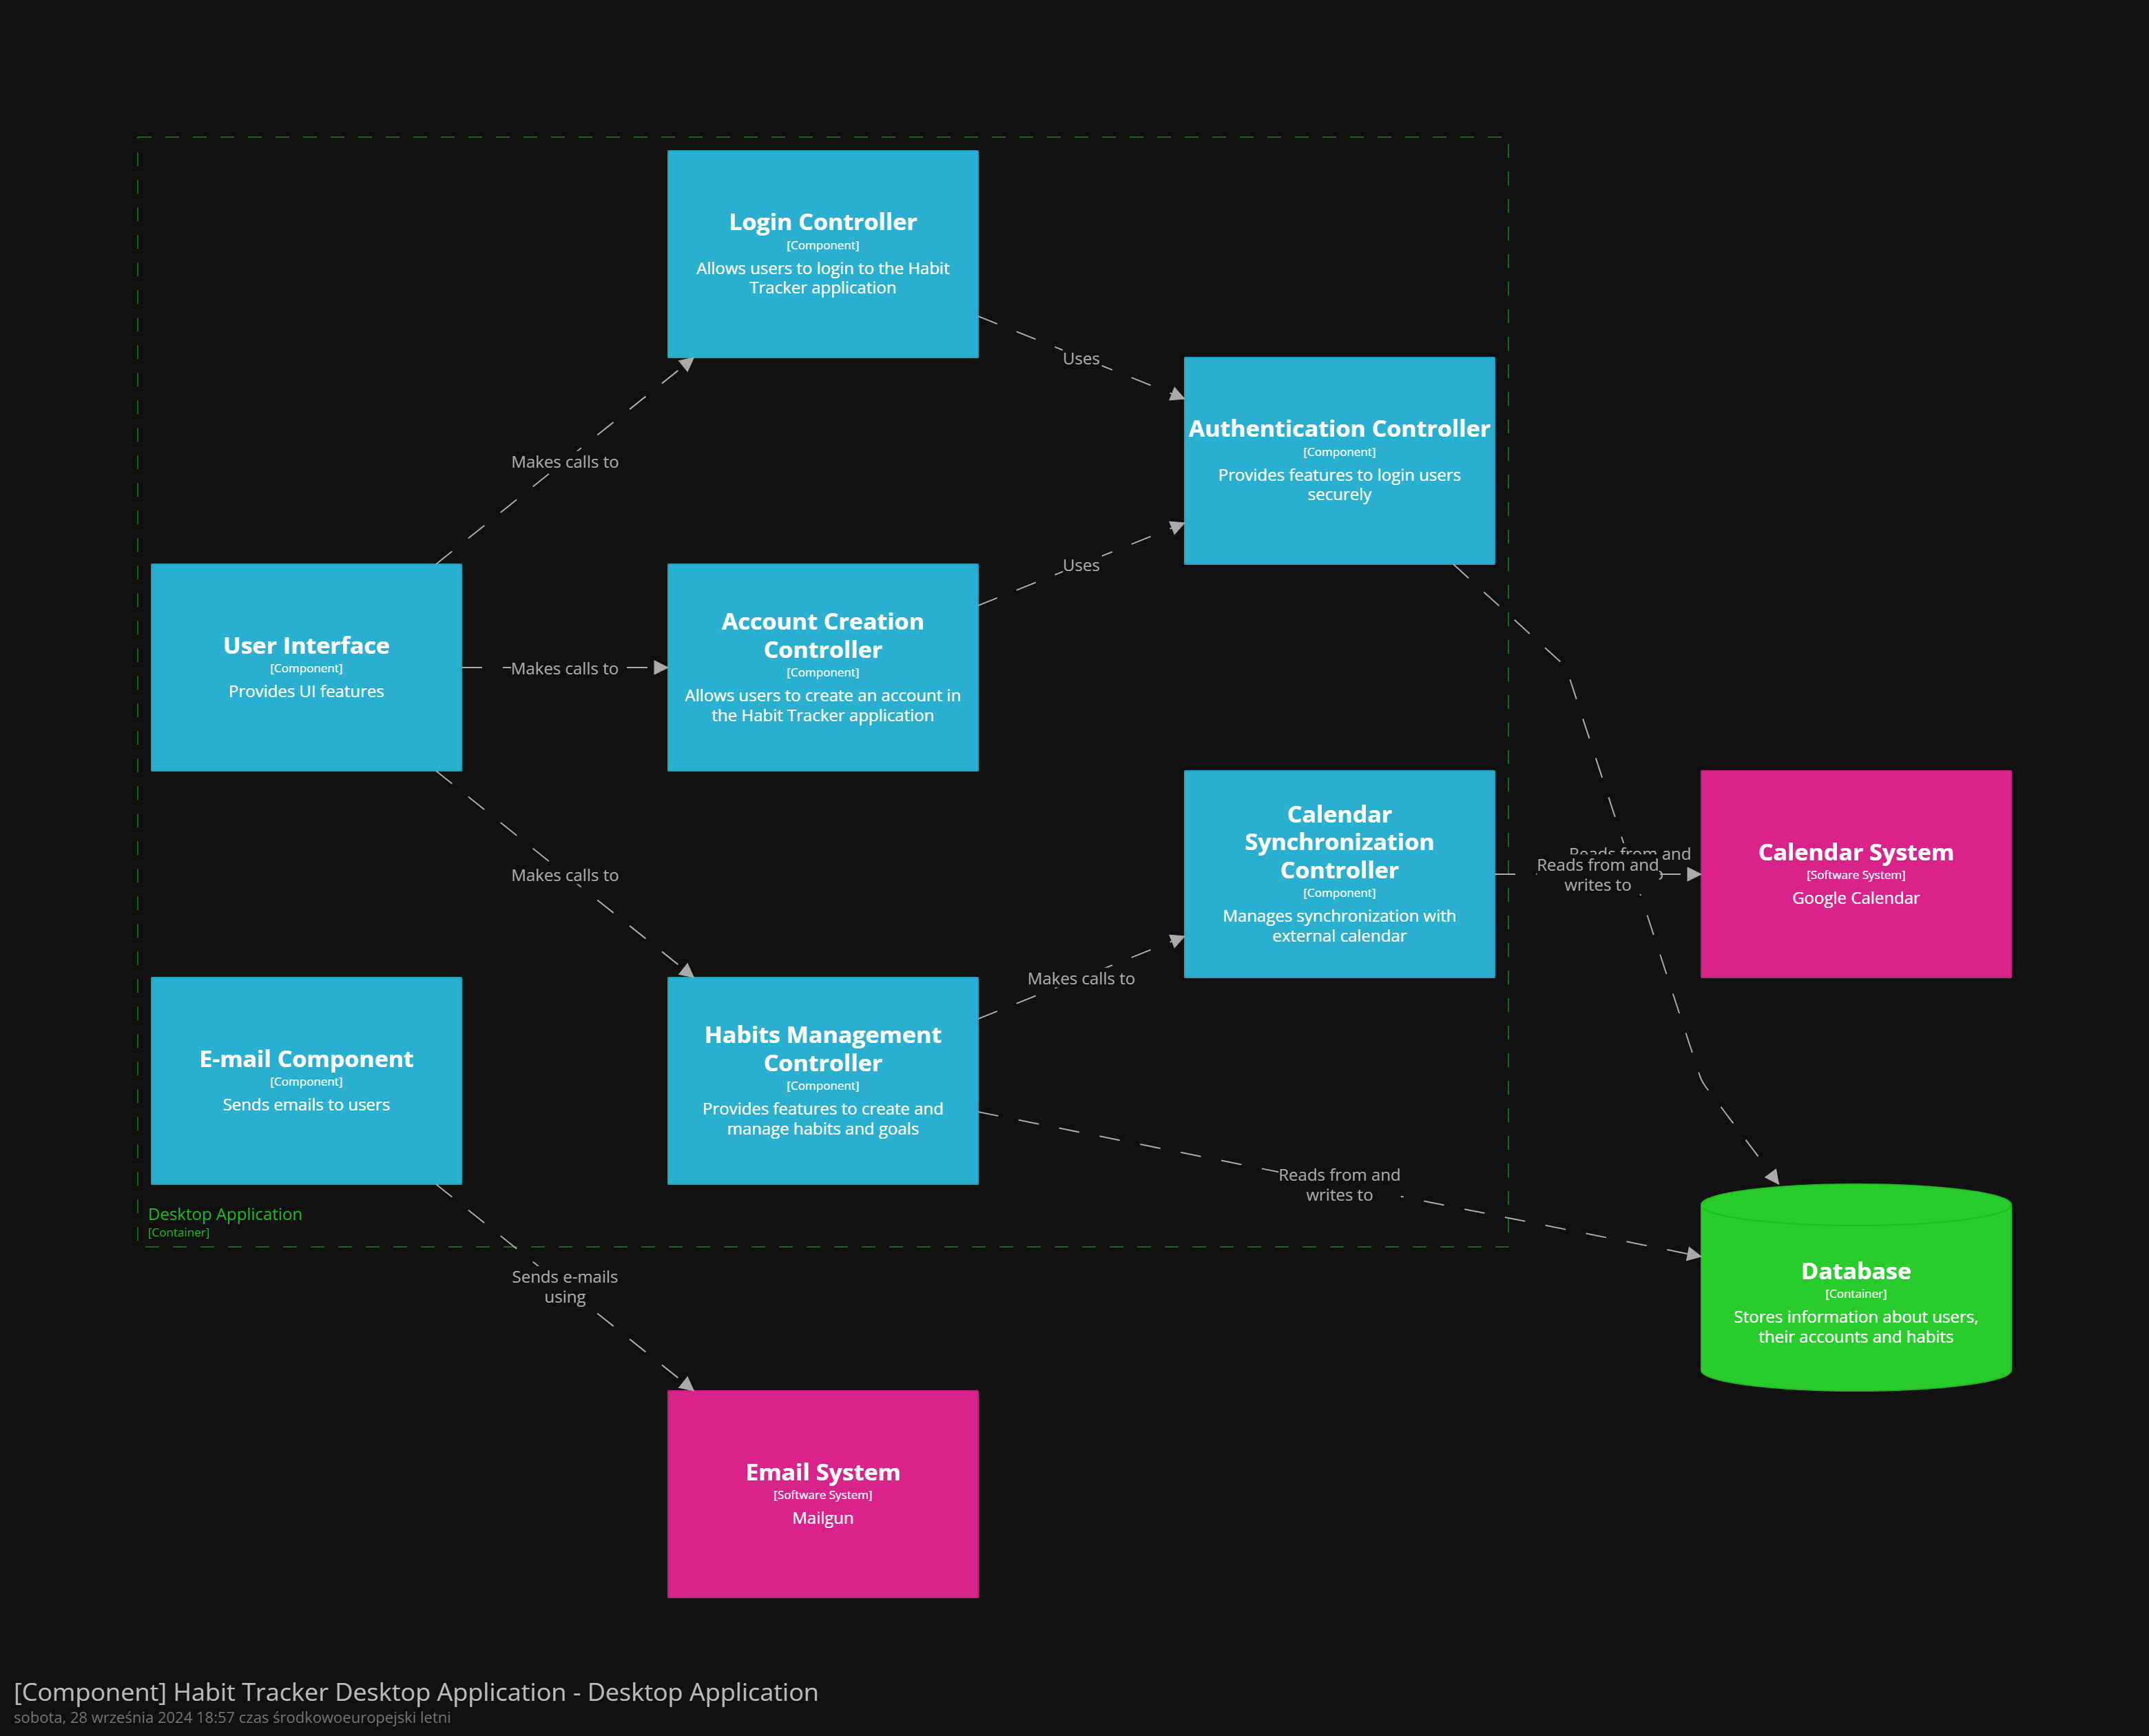 Login Controller
[Component]
Allows users to login to the Habit
Tracker application
Uses
Authentication Controller
[Component]
Provides features to login users
securely
Makes calls to
Uses
User Interface
[Component]
Provides UI features
Makes calls to
Account Creation
Controller
[Component]
Allows users to create an account in
the Habit Tracker application
Calendar
Synchronization
Controller
[Component]
Manages synchronization with
external calendar
Reads from and
Reads from and
writes to
Calendar System
[Software System]
Google Calendar
Makes calls to
Makes calls to
E-mail Component
[Component]
Sends emails to users
Habits Management
Controller
[Component]
Provides features to create and
manage habits and goals
Reads from and
writes to
Desktop Application
[Container]
Sends e-mails
using
Database
[Container]
Stores information about users,
their accounts and habits
Email System
[Software System]
Mailgun
[Component] Habit Tracker Desktop Application - Desktop Application
sobota, 28 września 2024 18:57 czas środkowoeuropejski letni